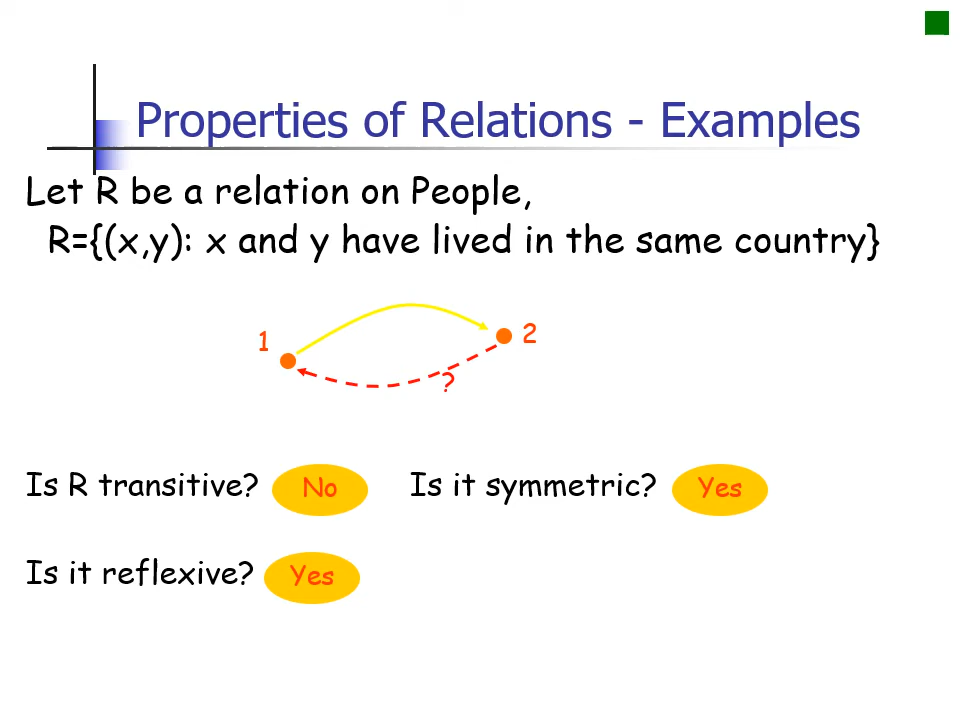 Properties of Relations - Examples
Let R be a relation on People,
R={(x,y): x and y have lived in the same country}
1
2
?
Is R transitive? No Is it symmetric? Yes
Is it reflexive? Yes